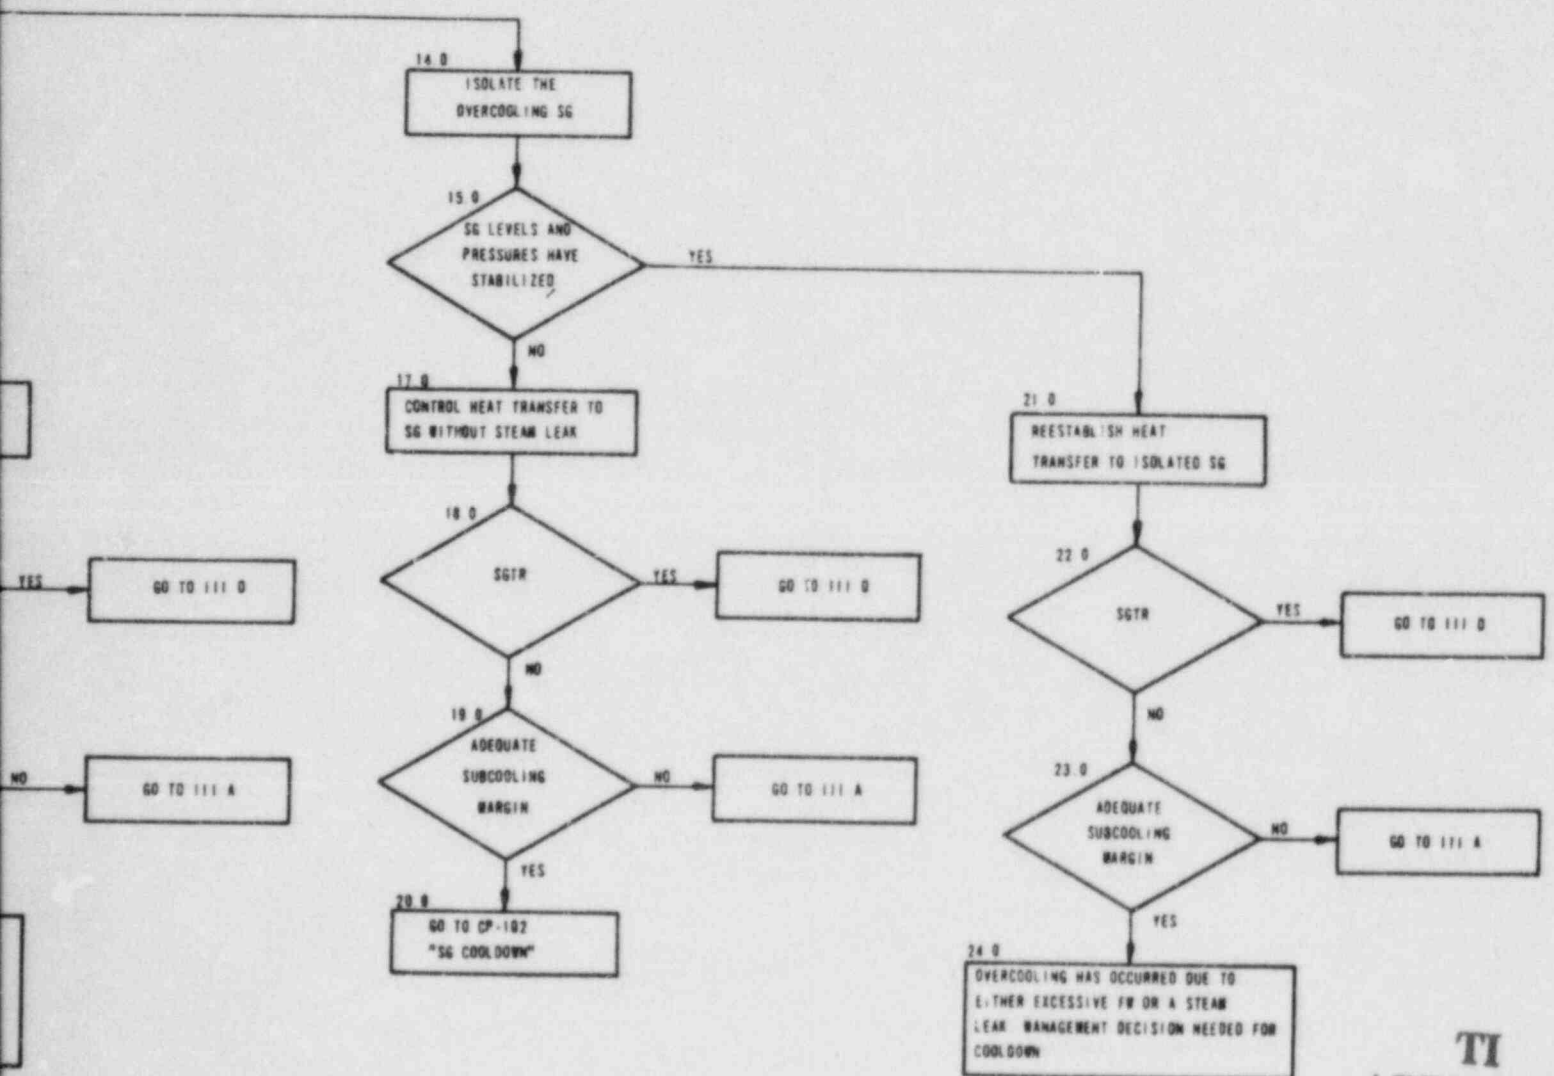 14.0
ISOLATE THE
OVERCOOLING SG
15.0
SG LEVELS AND
PRESSURES HAVE
STABILIZED
YES
NO
17.0
CONTROL HEAT TRANSFER TO
SG WITHOUT STEAM LEAK
21.0
REESTABLISH HEAT
TRANSFER TO ISOLATED SG
18.0
SGTR
YES
GO TO III D
YES
GO TO III D
22.0
SGTR
YES
GO TO III D
NO
NO
19.0
ADEQUATE
SUBCOOLING
MARGIN
NO
GO TO III A
NO
GO TO III A
23.0
ADEQUATE
SUBCOOLING
MARGIN
NO
GO TO III A
YES
YES
20.0
GO TO CP-102
"SG COOLDOWN"
24.0
OVERCOOLING HAS OCCURRED DUE TO
EITHER EXCESSIVE FW OR A STEAM
LEAK MANAGEMENT DECISION NEEDED FOR
COOLDOWN
TI